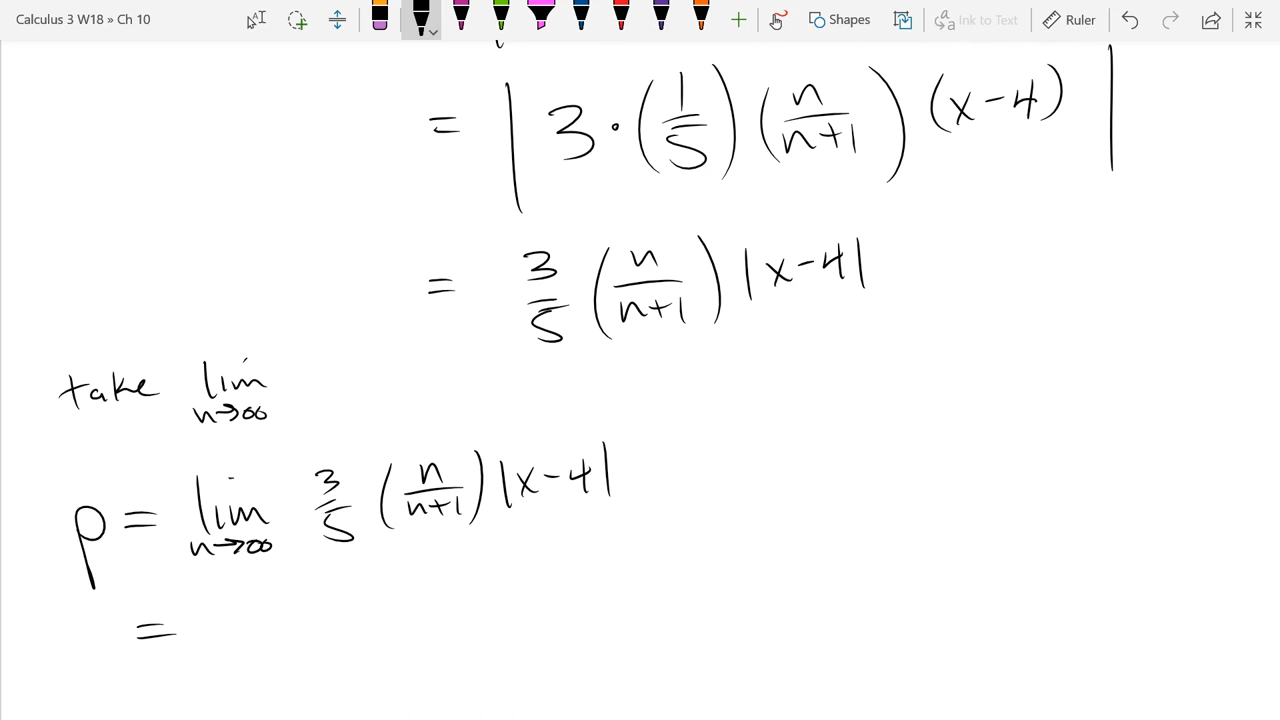 Calculus 3 W18 » Ch 10
Shapes
Ink to Text
Ruler
= | 3 · (1/5) (n/(n+1)) (x-4) |
= 3/5 (n/(n+1)) |x-4|
take lim n→∞
ρ = lim n→∞ 3/5 (n/(n+1)) |x-4|
=